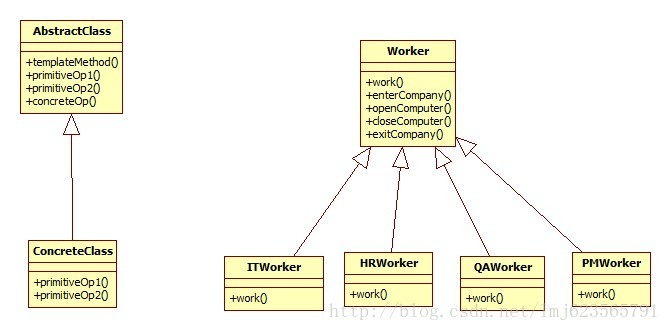 AbstractClass
+templateMethod()
+primitiveOp1()
+primitiveOp2()
+concreteOp()
ConcreteClass
+primitiveOp1()
+primitiveOp2()
Worker
+work()
+enterCompany()
+openComputer()
+closeComputer()
+exitCompany()
ITWorker
+work()
HRWorker
+work()
QAWorker
+work()
PMWorker
+work()
http://blog.csdn.net/lmj623565791